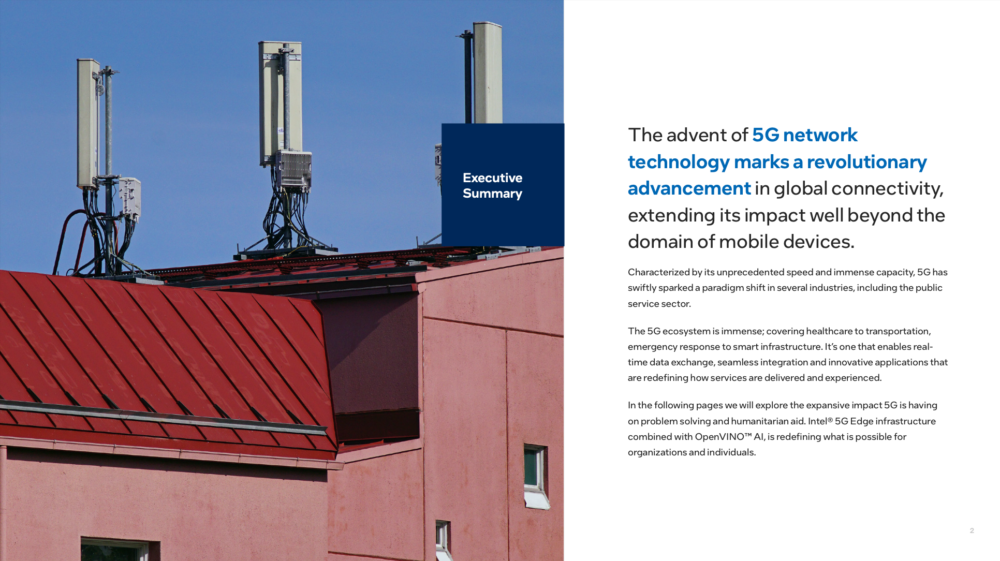 Executive
Summary
The advent of 5G network
technology marks a revolutionary
advancement in global connectivity,
extending its impact well beyond the
domain of mobile devices.
Characterized by its unprecedented speed and immense capacity, 5G has
swiftly sparked a paradigm shift in several industries, including the public
service sector.
The 5G ecosystem is immense; covering healthcare to transportation,
emergency response to smart infrastructure. It’s one that enables real-
time data exchange, seamless integration and innovative applications that
are redefining how services are delivered and experienced.
In the following pages we will explore the expansive impact 5G is having
on problem solving and humanitarian aid. Intel® 5G Edge infrastructure
combined with OpenVINO™ AI, is redefining what is possible for
organizations and individuals.
2